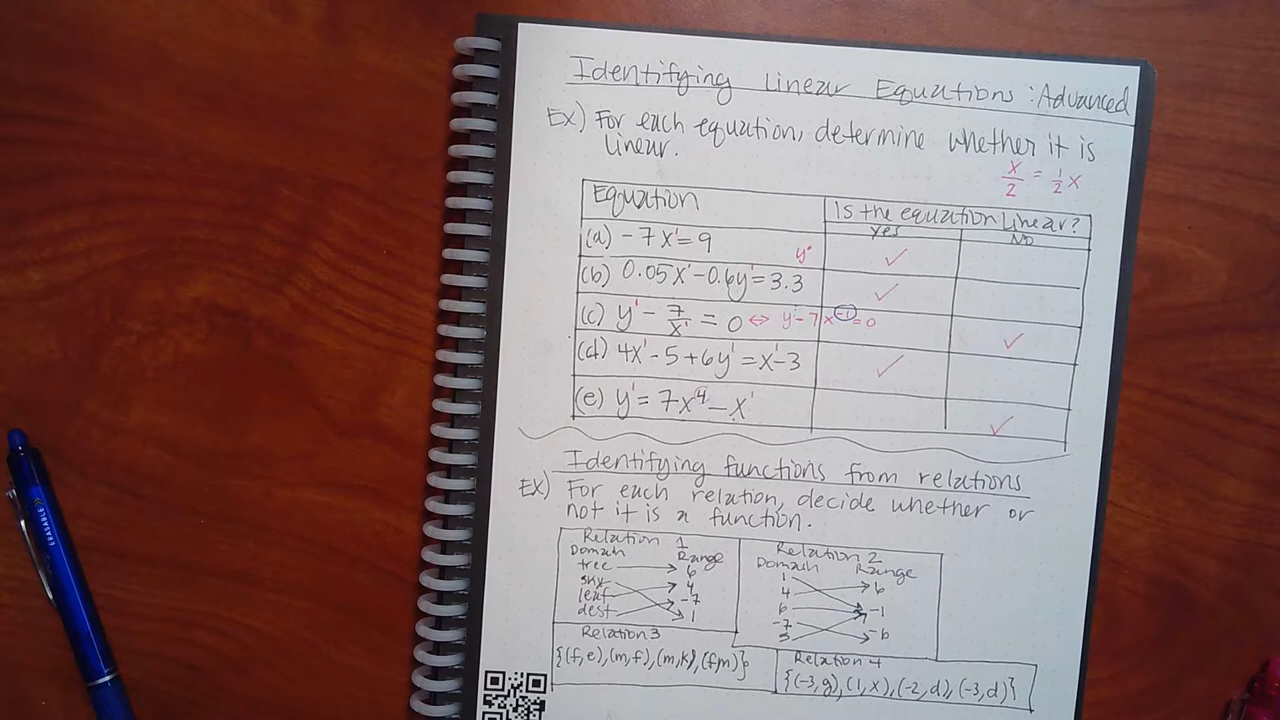 Identifying Linear Equations: Advanced
EX) For each equation, determine whether it is
linear.
x/2 = 1/2 x
Equation
Is the equation linear?
yes
NO
(a) -7x¹ = 9
✓
y⁰
(b) 0.05x¹ - 0.6y¹ = 3.3
✓
(c) y¹ - 7/x¹ = 0 ⇔ y¹ - 7x⁻¹ = 0
✓
(d) 4x¹ - 5 + 6y¹ = x¹ - 3
✓
(e) y¹ = 7x⁴ - x¹
✓
Identifying functions from relations
EX) For each relation, decide whether or
not it is a function.
Relation 1
Domain Range
tree 6
sky 4
leaf -7
desk 1
Relation 2
Domain Range
1 6
4
6 -1
-7
5 -6
Relation 3
{(f,e),(m,f),(m,k),(f,m)}
Relation 4
{(-3,g),(1,x),(-2,d),(-3,d)}
ERASABLE